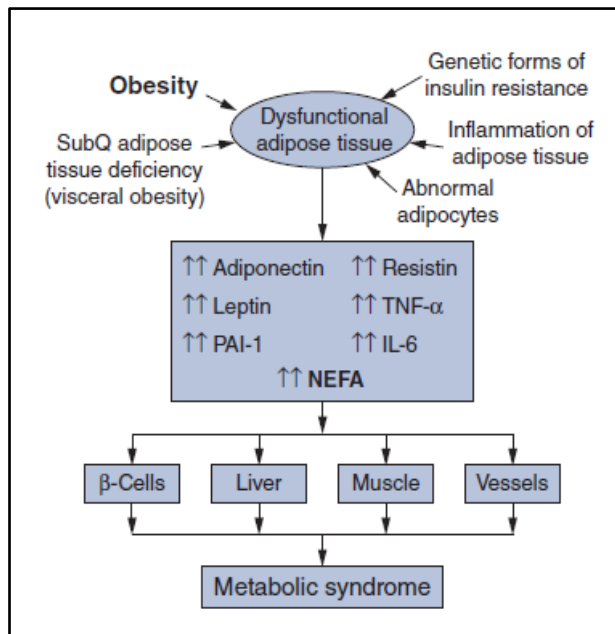 Obesity
Genetic forms of
insulin resistance
Dysfunctional
adipose tissue
SubQ adipose
tissue deficiency
(visceral obesity)
Inflammation of
adipose tissue
Abnormal
adipocytes
↑↑ Adiponectin ↑↑ Resistin
↑↑ Leptin ↑↑ TNF-α
↑↑ PAI-1 ↑↑ IL-6
↑↑ NEFA
β-Cells Liver Muscle Vessels
Metabolic syndrome